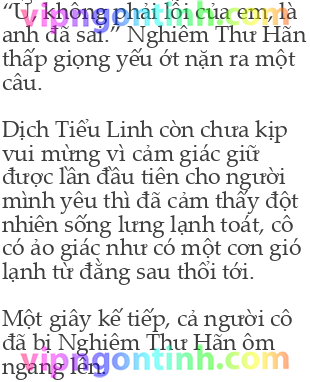 “Ừ, không phải lỗi của em, là
anh đã sai.” Nghiêm Thư Hãn
thấp giọng yếu ớt nặn ra một
câu.
Dịch Tiểu Linh còn chưa kịp
vui mừng vì cảm giác giữ
được lần đầu tiên cho người
mình yêu thì đã cảm thấy đột
nhiên sống lưng lạnh toát, cô
có ảo giác như có một cơn gió
lạnh từ đằng sau thổi tới.
Một giây kế tiếp, cả người cô
đã bị Nghiêm Thư Hãn ôm
ngang lên.
vipngontinh.com